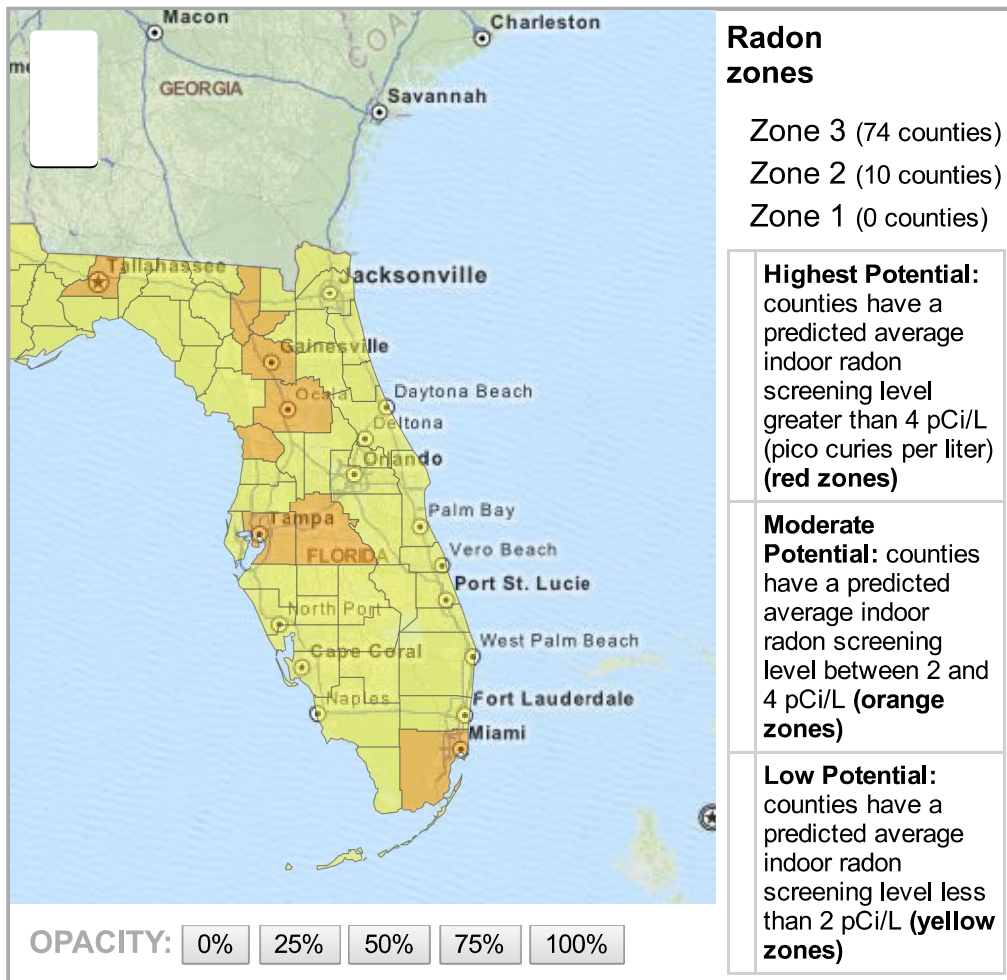 Macon
Charleston
GEORGIA
Savannah
Tallahassee
Jacksonville
Gainesville
Ocala
Daytona Beach
Deltona
Orlando
Palm Bay
Tampa
FLORIDA
Vero Beach
Port St. Lucie
North Port
West Palm Beach
Cape Coral
Naples
Fort Lauderdale
Miami
OPACITY:
0%
25%
50%
75%
100%
Radon
zones
Zone 3 (74 counties)
Zone 2 (10 counties)
Zone 1 (0 counties)
Highest Potential:
counties have a
predicted average
indoor radon
screening level
greater than 4 pCi/L
(pico curies per liter)
(red zones)
Moderate
Potential: counties
have a predicted
average indoor
radon screening
level between 2 and
4 pCi/L (orange
zones)
Low Potential:
counties have a
predicted average
indoor radon
screening level less
than 2 pCi/L (yellow
zones)